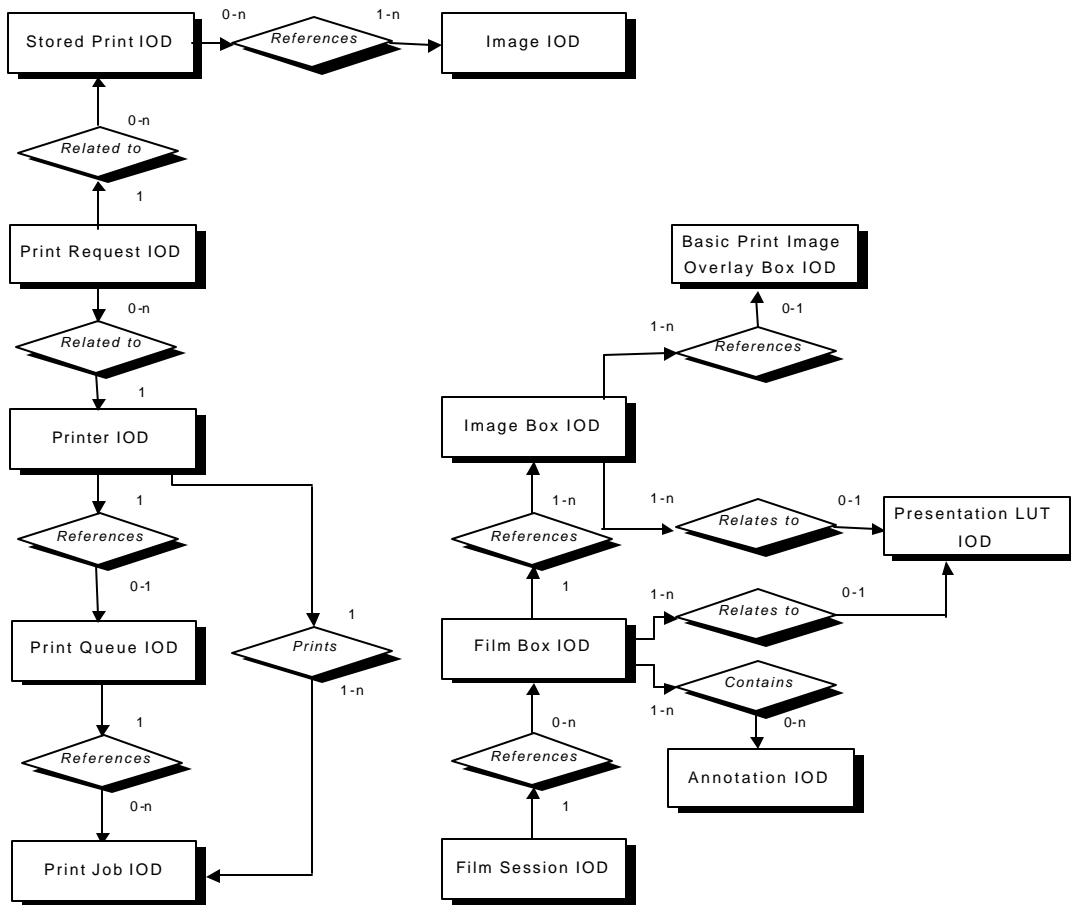 0-n
1-n
Stored Print IOD
References
Image IOD
0-n
Related to
1
Print Request IOD
0-n
Related to
1
Printer IOD
1
References
0-1
Print Queue IOD
1
Prints
1-n
1
References
0-n
Print Job IOD
Basic Print Image
Overlay Box IOD
0-1
1-n
References
Image Box IOD
1-n
References
1
1-n
Relates to
0-1
Presentation LUT
IOD
1-n
Relates to
0-1
Film Box IOD
Contains
1-n
0-n
Annotation IOD
0-n
References
1
Film Session IOD